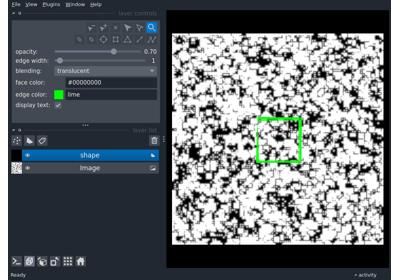 File View Plugins Window Help
layer controls
opacity: 0.70
edge width: 1
blending: translucent
face color: #00000000
edge color: lime
display text:
layer list
shape
Image
Ready
activity